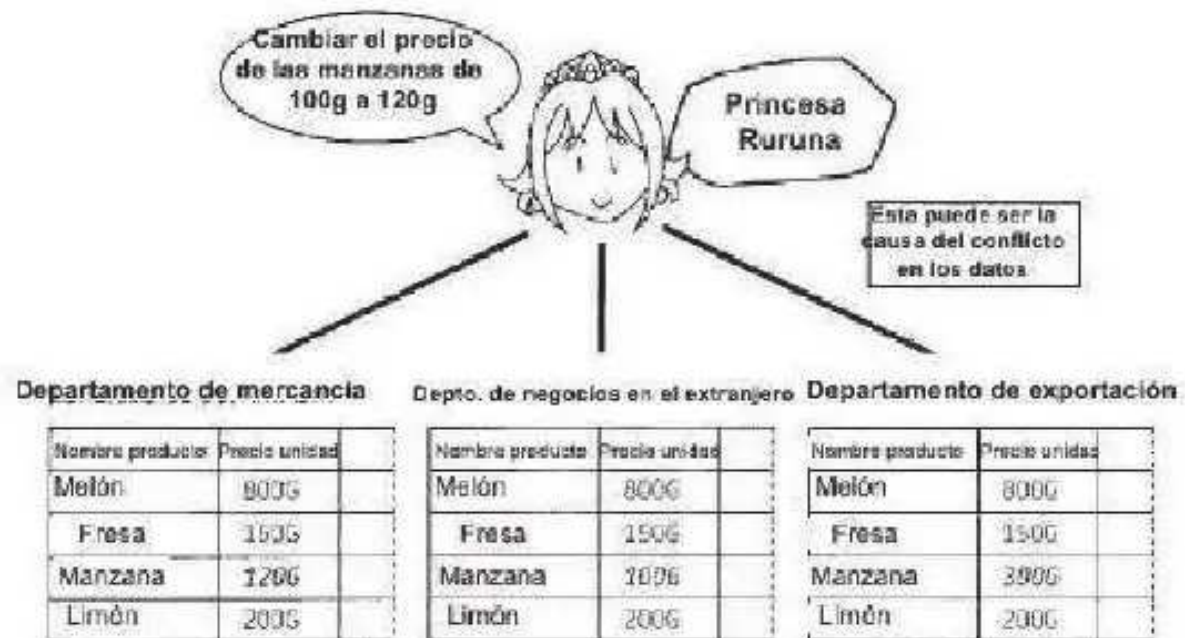 Cambiar el precio
de las manzanas de
100g a 120g
Princesa
Ruruna
Esta puede ser la
causa del conflicto
en los datos
Departamento de mercancía
Depto. de negocios en el extranjero
Departamento de exportación
Nombre producto Precio unidad
Melón 800G
Fresa 150G
Manzana 120G
Limón 200G
Nombre producto Precio unidad
Melón 800G
Fresa 150G
Manzana 100G
Limón 200G
Nombre producto Precio unidad
Melón 800G
Fresa 150G
Manzana
Limón 200G